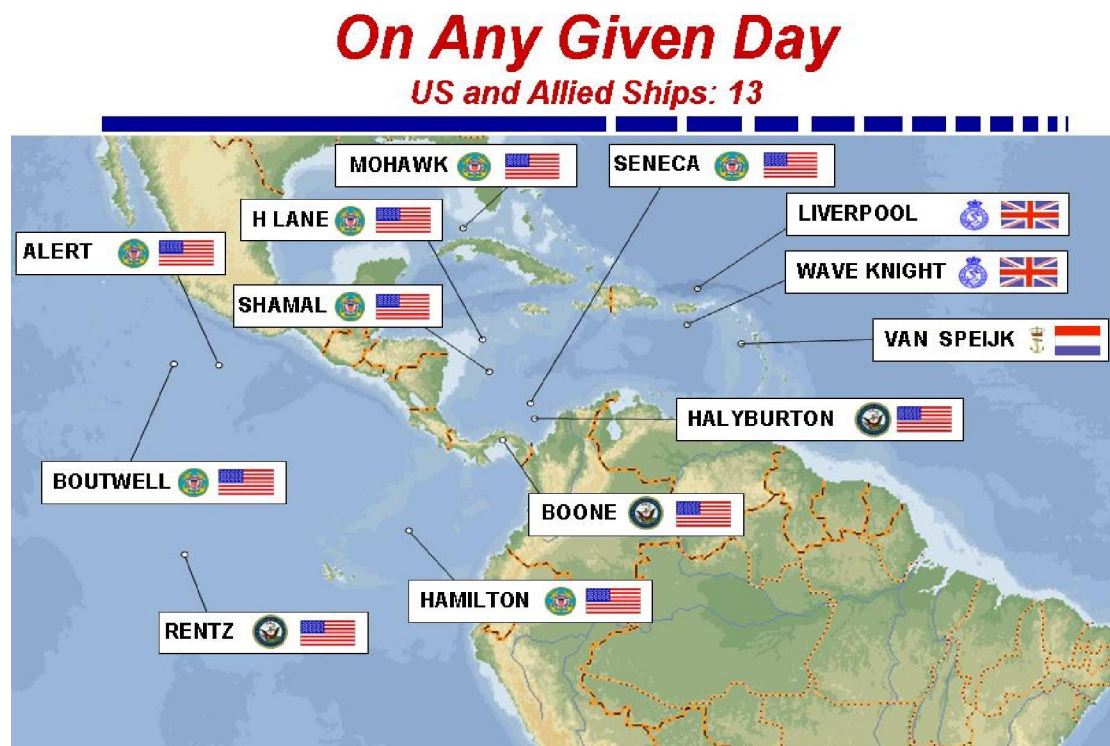 On Any Given Day
US and Allied Ships: 13
MOHAWK
SENECA
H LANE
LIVERPOOL
ALERT
WAVE KNIGHT
SHAMAL
VAN SPEIJK
HALYBURTON
BOUTWELL
BOONE
HAMILTON
RENTZ